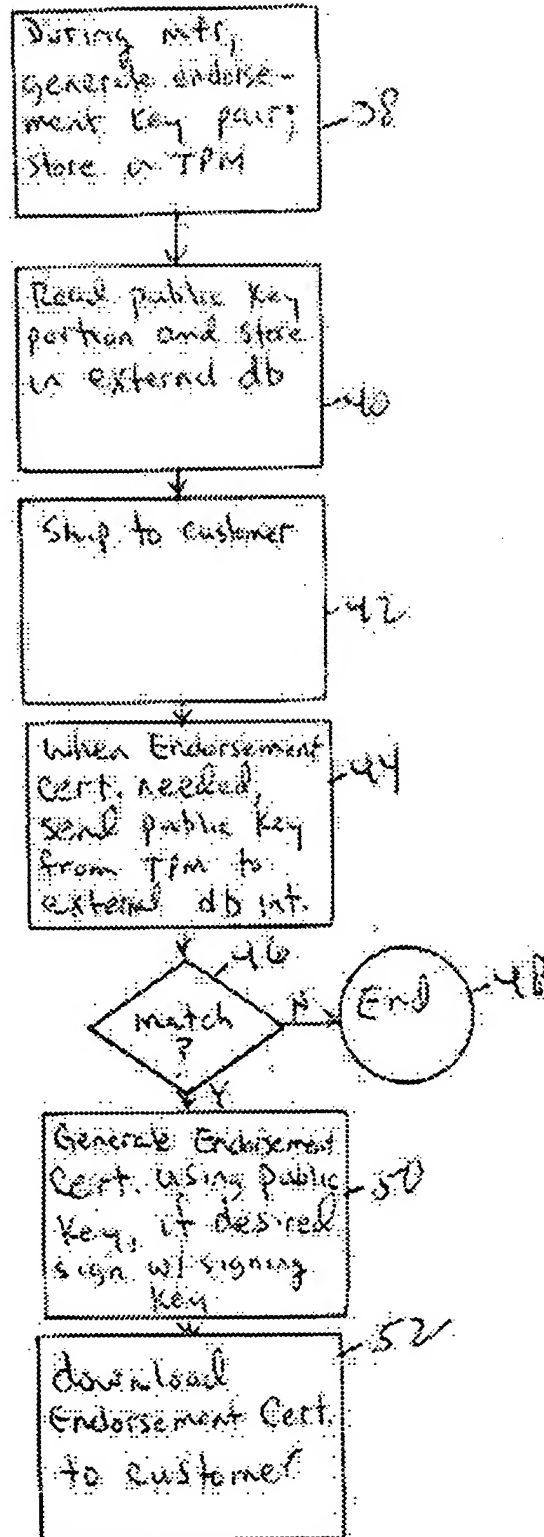 During mfr,
generate endorse-
ment key pair;
store in TPM
38
Read public key
portion and store
in external db
40
Ship to customer
42
When Endorsement
Cert. needed,
send public key
from TPM to
external db int.
44
46
match
?
N
End
48
Y
Generate Endorsement
Cert. using public
key, if desired
sign w/ signing
key
50
download
Endorsement Cert.
to customer
52